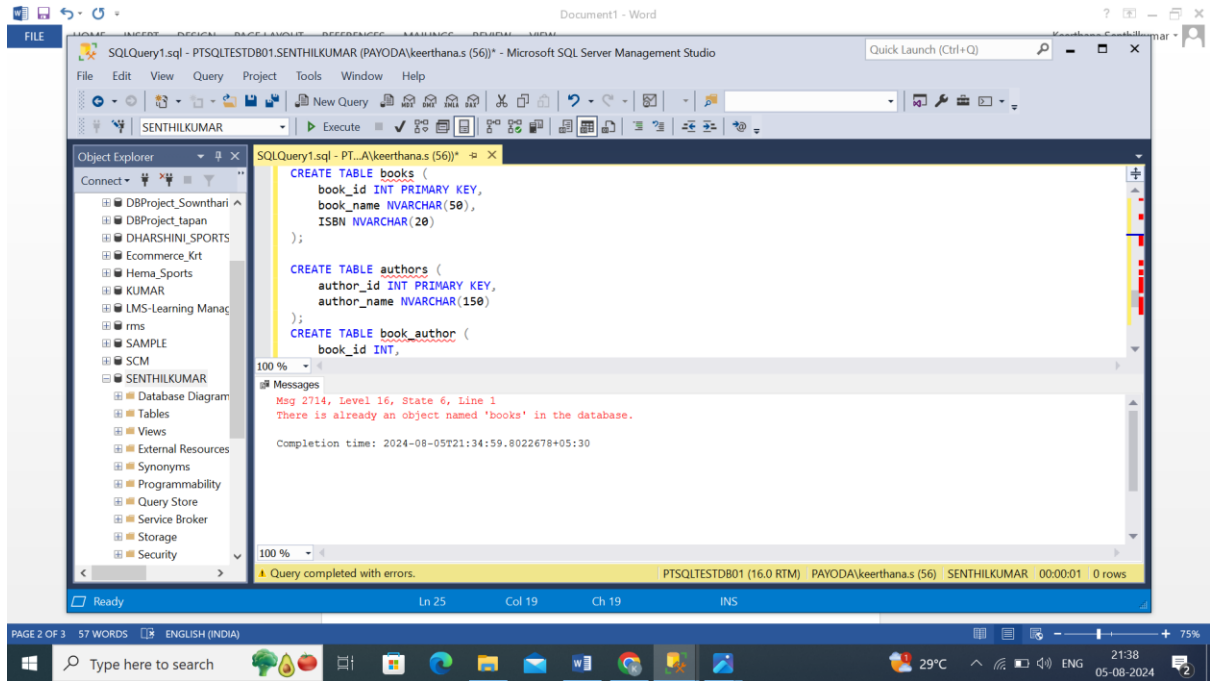 Document1 - Word
FILE
SQLQuery1.sql - PTSQLTESTDB01.SENTHILKUMAR (PAYODA\keerthana.s (56))* - Microsoft SQL Server Management Studio
Quick Launch (Ctrl+Q)
File Edit View Query Project Tools Window Help
New Query
SENTHILKUMAR
Execute
Object Explorer
SQLQuery1.sql - PT...A\keerthana.s (56))*
Connect
DBProject_Sownthari
DBProject_tapan
DHARSHINI_SPORTS
Ecommerce_Krt
Hema_Sports
KUMAR
LMS-Learning Manag
rms
SAMPLE
SCM
SENTHILKUMAR
Database Diagram
Tables
Views
External Resources
Synonyms
Programmability
Query Store
Service Broker
Storage
Security
CREATE TABLE books (
book_id INT PRIMARY KEY,
book_name NVARCHAR(50),
ISBN NVARCHAR(20)
);
CREATE TABLE authors (
author_id INT PRIMARY KEY,
author_name NVARCHAR(150)
);
CREATE TABLE book_author (
book_id INT,
100 %
Messages
Msg 2714, Level 16, State 6, Line 1
There is already an object named 'books' in the database.
Completion time: 2024-08-05T21:34:59.8022678+05:30
100 %
Query completed with errors.
PTSQLTESTDB01 (16.0 RTM) PAYODA\keerthana.s (56) SENTHILKUMAR 00:00:01 0 rows
Ready Ln 25 Col 19 Ch 19 INS
PAGE 2 OF 3 57 WORDS ENGLISH (INDIA) 75%
Type here to search
29°C ENG 21:38
05-08-2024
2